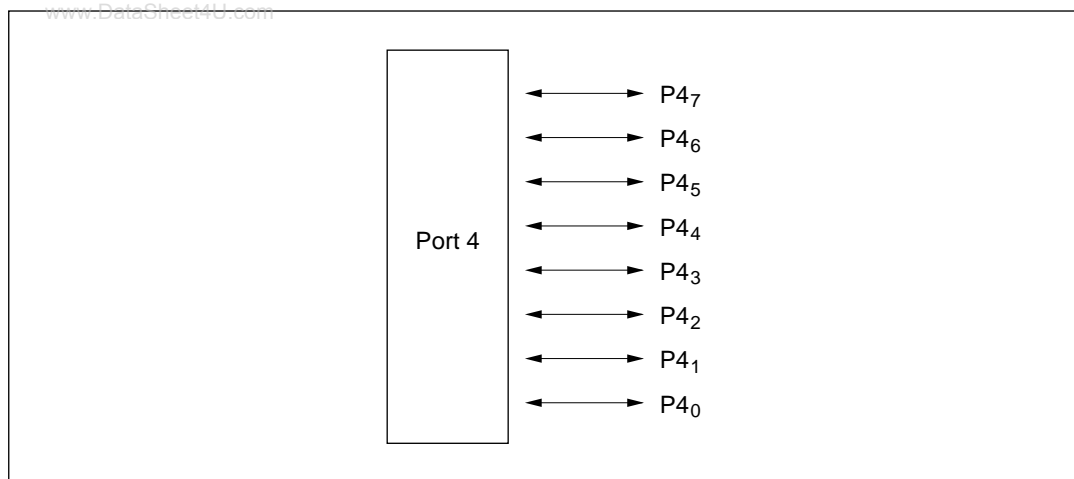 www.DataSheet4U.com
P4₇
P4₆
P4₅
P4₄
Port 4
P4₃
P4₂
P4₁
P4₀